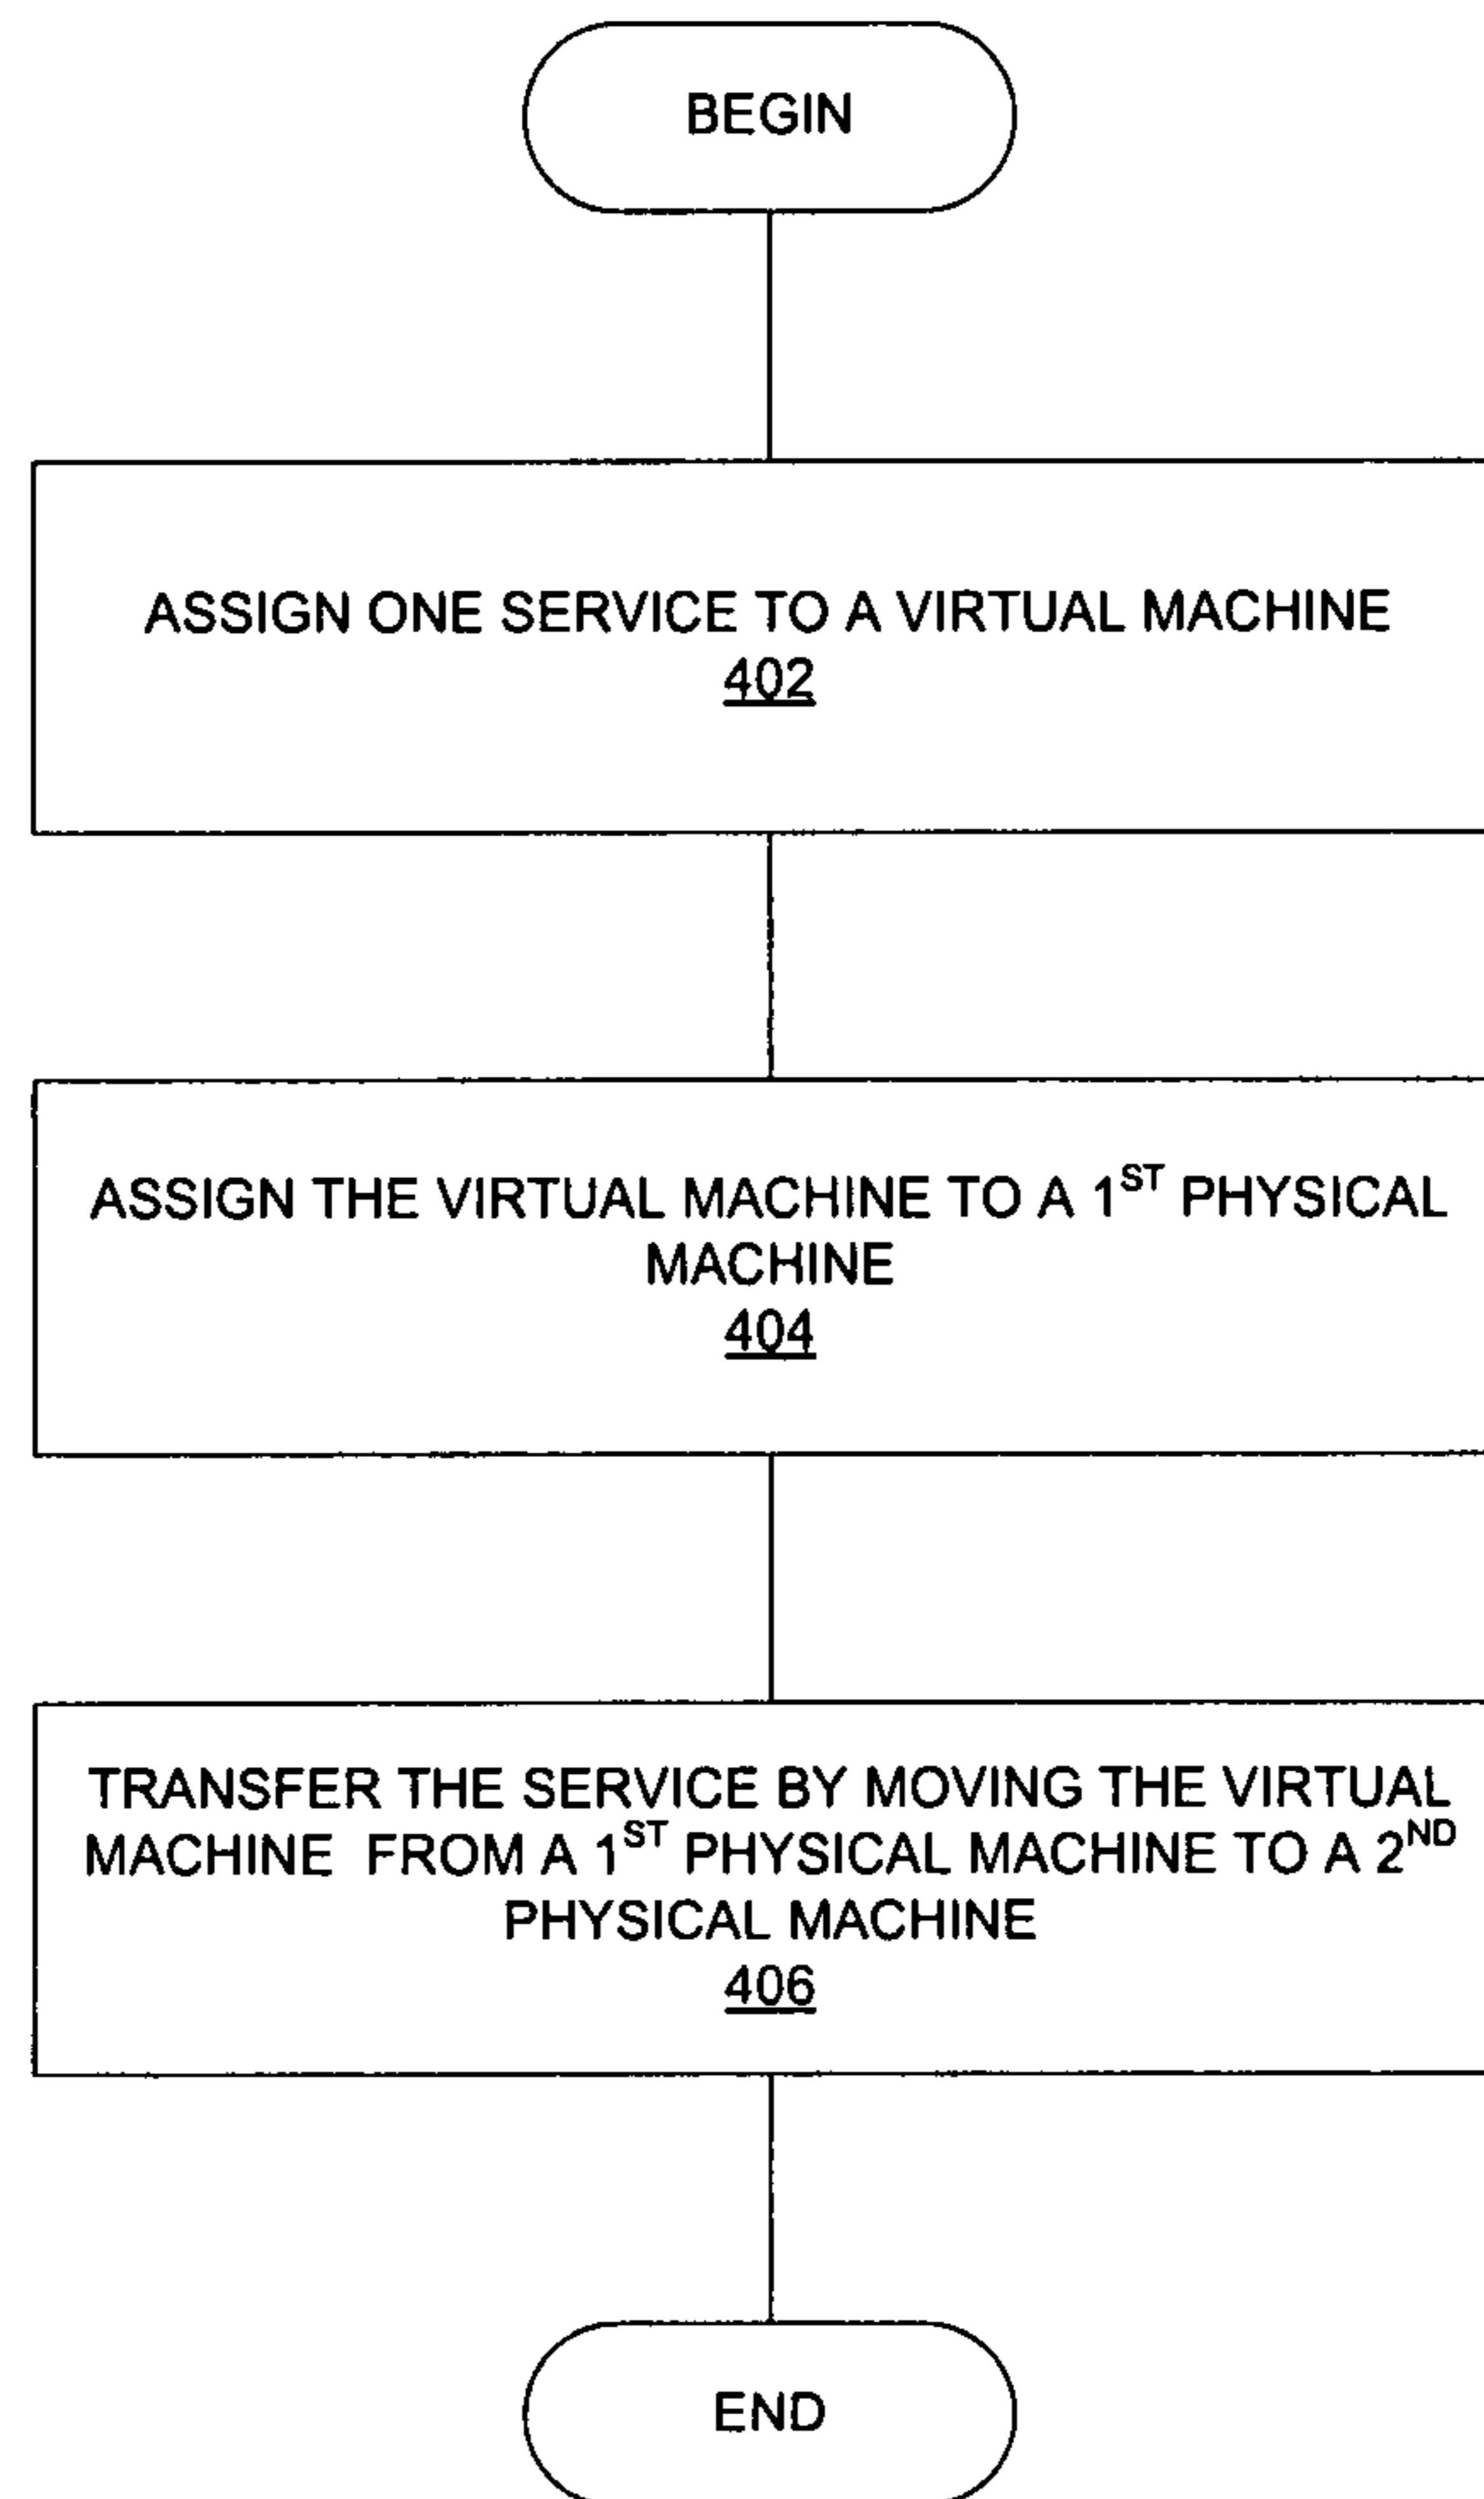 BEGIN
ASSIGN ONE SERVICE TO A VIRTUAL MACHINE
402
ASSIGN THE VIRTUAL MACHINE TO A 1ST PHYSICAL
MACHINE
404
TRANSFER THE SERVICE BY MOVING THE VIRTUAL
MACHINE FROM A 1ST PHYSICAL MACHINE TO A 2ND
PHYSICAL MACHINE
406
END